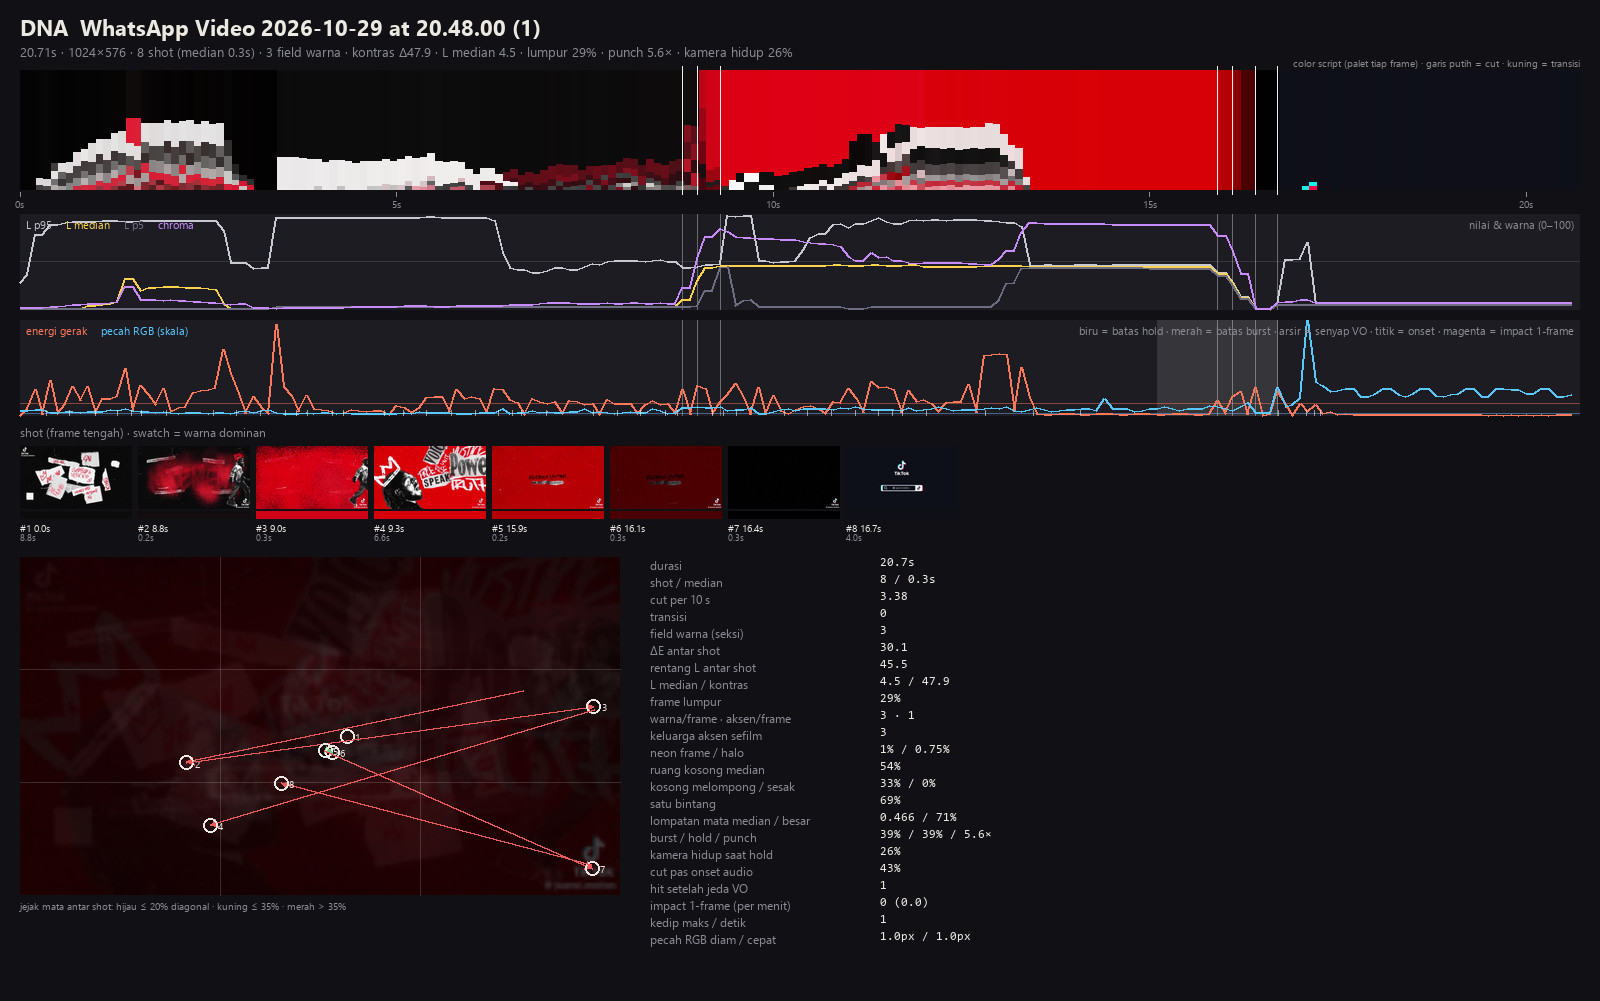 DNA  WhatsApp Video 2026-10-29 at 20.48.00 (1)
20.71s · 1024×576 · 8 shot (median 0.3s) · 3 field warna · kontras Δ47.9 · L median 4.5 · lumpur 29% · punch 5.6× · kamera hidup 26%
color script (palet tiap frame) · garis putih = cut · kuning = transisi
0s 5s 10s 15s 20s
L p95 L median L p5 chroma nilai & warna (0–100)
energi gerak pecah RGB (skala) biru = batas hold · merah = batas burst · arsir = senyap VO · titik = onset · magenta = impact 1-frame
shot (frame tengah) · swatch = warna dominan
SPEAK Powe TRUTH
TikTok
#1 0.0s #2 8.8s #3 9.0s #4 9.3s #5 15.9s #6 16.1s #7 16.4s #8 16.7s
8.8s 0.2s 0.3s 6.6s 0.2s 0.3s 0.3s 4.0s
durasi 20.7s
shot / median 8 / 0.3s
cut per 10 s 3.38
transisi 0
field warna (seksi) 3
ΔE antar shot 30.1
rentang L antar shot 45.5
L median / kontras 4.5 / 47.9
frame lumpur 29%
warna/frame · aksen/frame 3 · 1
keluarga aksen sefilm 3
neon frame / halo 1% / 0.75%
ruang kosong median 54%
kosong melompong / sesak 33% / 0%
satu bintang 69%
lompatan mata median / besar 0.466 / 71%
burst / hold / punch 39% / 39% / 5.6×
kamera hidup saat hold 26%
cut pas onset audio 43%
hit setelah jeda VO 1
impact 1-frame (per menit) 0 (0.0)
kedip maks / detik 1
pecah RGB diam / cepat 1.0px / 1.0px
3
1
2
6
8
4
7
jejak mata antar shot: hijau ≤ 20% diagonal · kuning ≤ 35% · merah > 35%